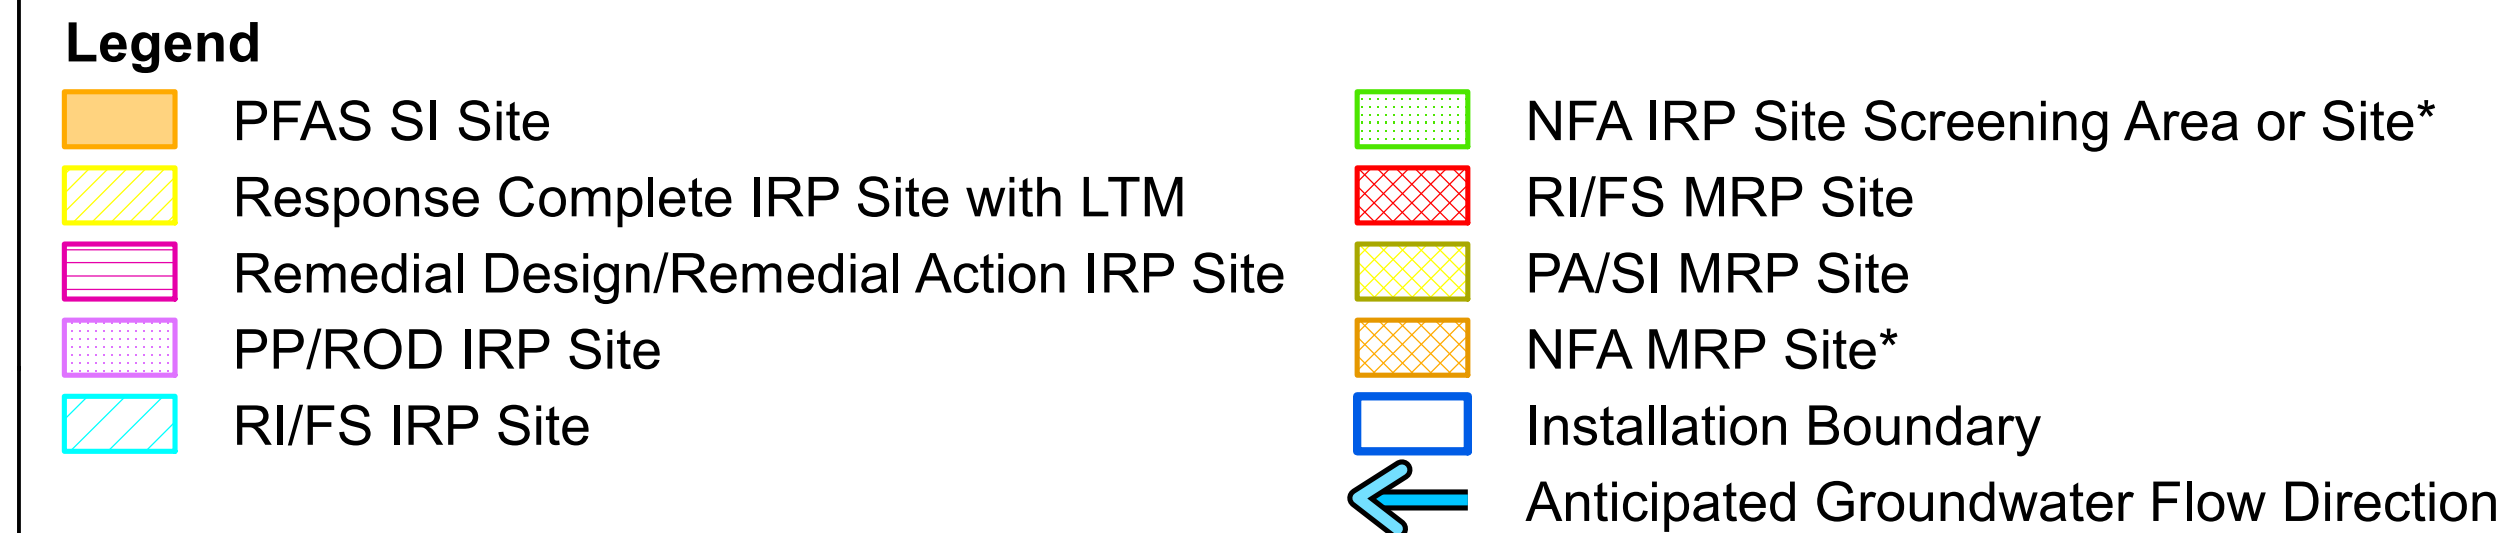 Legend
PFAS SI Site
Response Complete IRP Site with LTM
Remedial Design/Remedial Action IRP Site
PP/ROD IRP Site
RI/FS IRP Site
NFA IRP Site Screening Area or Site*
RI/FS MRP Site
PA/SI MRP Site
NFA MRP Site*
Installation Boundary
Anticipated Groundwater Flow Direction